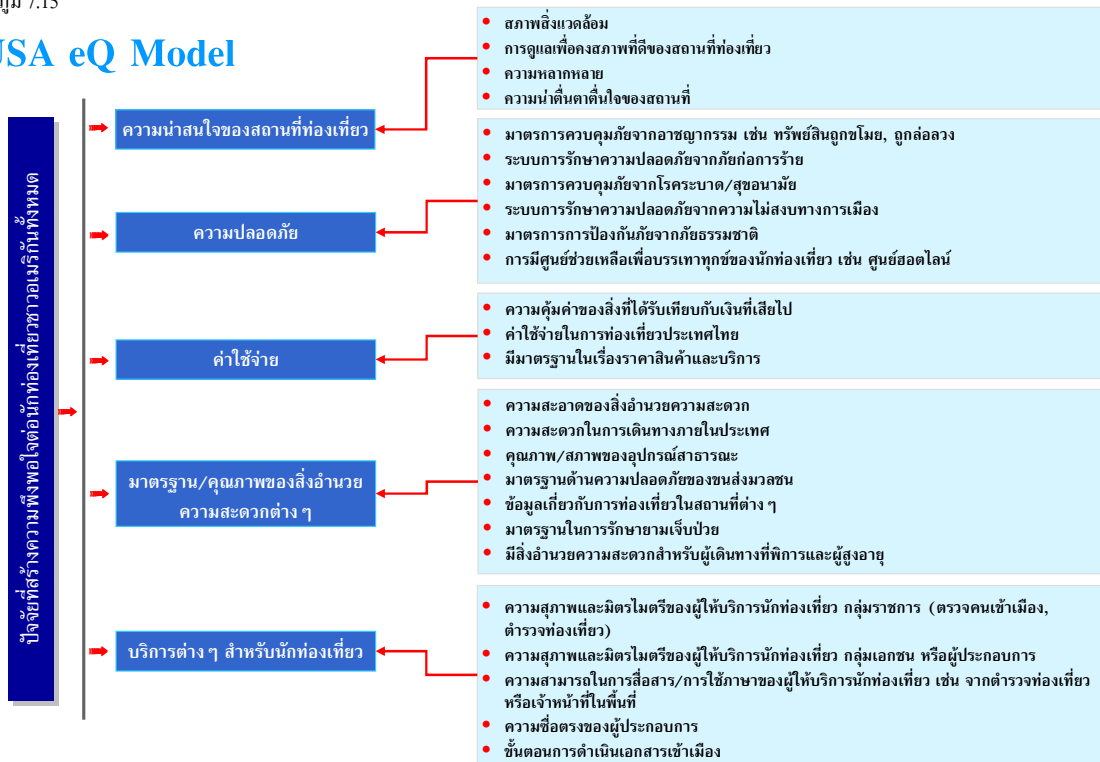 ภูมิ 7.15
USA eQ Model
ปัจจัยที่สร้างความพึงพอใจต่อนักท่องเที่ยวชาวอเมริกันทั้งหมด
ความน่าสนใจของสถานที่ท่องเที่ยว
• สภาพสิ่งแวดล้อม
• การดูแลเพื่อคงสภาพที่ดีของสถานที่ท่องเที่ยว
• ความหลากหลาย
• ความน่าตื่นตาตื่นใจของสถานที่
ความปลอดภัย
• มาตรการควบคุมภัยจากอาชญากรรม เช่น ทรัพย์สินถูกขโมย, ถูกล่อลวง
• ระบบการรักษาความปลอดภัยจากภัยก่อการร้าย
• มาตรการควบคุมภัยจากโรคระบาด/สุขอนามัย
• ระบบการรักษาความปลอดภัยจากความไม่สงบทางการเมือง
• มาตรการการป้องกันภัยจากภัยธรรมชาติ
• การมีศูนย์ช่วยเหลือเพื่อบรรเทาทุกข์ของนักท่องเที่ยว เช่น ศูนย์ฮอตไลน์
ค่าใช้จ่าย
• ความคุ้มค่าของสิ่งที่ได้รับเทียบกับเงินที่เสียไป
• ค่าใช้จ่ายในการท่องเที่ยวประเทศไทย
• มีมาตรฐานในเรื่องราคาสินค้าและบริการ
มาตรฐาน/คุณภาพของสิ่งอำนวย
ความสะดวกต่าง ๆ
• ความสะอาดของสิ่งอำนวยความสะดวก
• ความสะดวกในการเดินทางภายในประเทศ
• คุณภาพ/สภาพของอุปกรณ์สาธารณะ
• มาตรฐานด้านความปลอดภัยของขนส่งมวลชน
• ข้อมูลเกี่ยวกับการท่องเที่ยวในสถานที่ต่าง ๆ
• มาตรฐานในการรักษายามเจ็บป่วย
• มีสิ่งอำนวยความสะดวกสำหรับผู้เดินทางที่พิการและผู้สูงอายุ
บริการต่าง ๆ สำหรับนักท่องเที่ยว
• ความสุภาพและมิตรไมตรีของผู้ให้บริการนักท่องเที่ยว กลุ่มราชการ (ตรวจคนเข้าเมือง,
ตำรวจท่องเที่ยว)
• ความสุภาพและมิตรไมตรีของผู้ให้บริการนักท่องเที่ยว กลุ่มเอกชน หรือผู้ประกอบการ
• ความสามารถในการสื่อสาร/การใช้ภาษาของผู้ให้บริการนักท่องเที่ยว เช่น จากตำรวจท่องเที่ยว
หรือเจ้าหน้าที่ในพื้นที่
• ความซื่อตรงของผู้ประกอบการ
• ขั้นตอนการดำเนินเอกสารเข้าเมือง